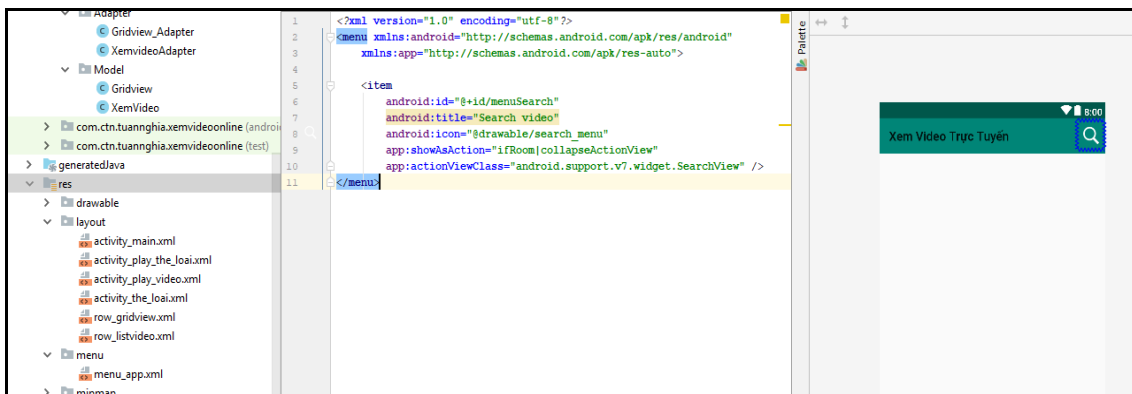 Adapter
Gridview_Adapter
XemvideoAdapter
Model
Gridview
XemVideo
com.ctn.tuannghia.xemvideoonline (androi
com.ctn.tuannghia.xemvideoonline (test)
generatedJava
res
drawable
layout
activity_main.xml
activity_play_the_loai.xml
activity_play_video.xml
activity_the_loai.xml
row_gridview.xml
row_listvideo.xml
menu
menu_app.xml
mipmap
1 <?xml version="1.0" encoding="utf-8"?>
2 <menu xmlns:android="http://schemas.android.com/apk/res/android"
3 xmlns:app="http://schemas.android.com/apk/res-auto">
4
5 <item
6 android:id="@+id/menuSearch"
7 android:title="Search video"
8 android:icon="@drawable/search_menu"
9 app:showAsAction="ifRoom|collapseActionView"
10 app:actionViewClass="android.support.v7.widget.SearchView" />
11 </menu>
Palette
8:00
Xem Video Trực Tuyến